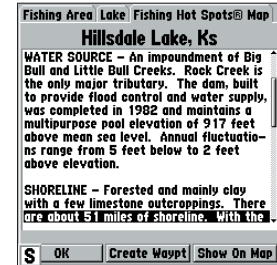 Fishing Area Lake Fishing Hot Spots® Map
Hillsdale Lake, Ks
WATER SOURCE – An impoundment of Big
Bull and Little Bull Creeks. Rock Creek is
the only major tributary. The dam, built
to provide flood control and water supply,
was completed in 1982 and maintains a
multipurpose pool elevation of 917 feet
above mean sea level. Annual fluctuatio-
ns range from 5 feet below to 2 feet
above elevation.
SHORELINE – Forested and mainly clay
with a few limestone outcroppings. There
are about 51 miles of shoreline. With the
S OK Create Waypt Show On Map